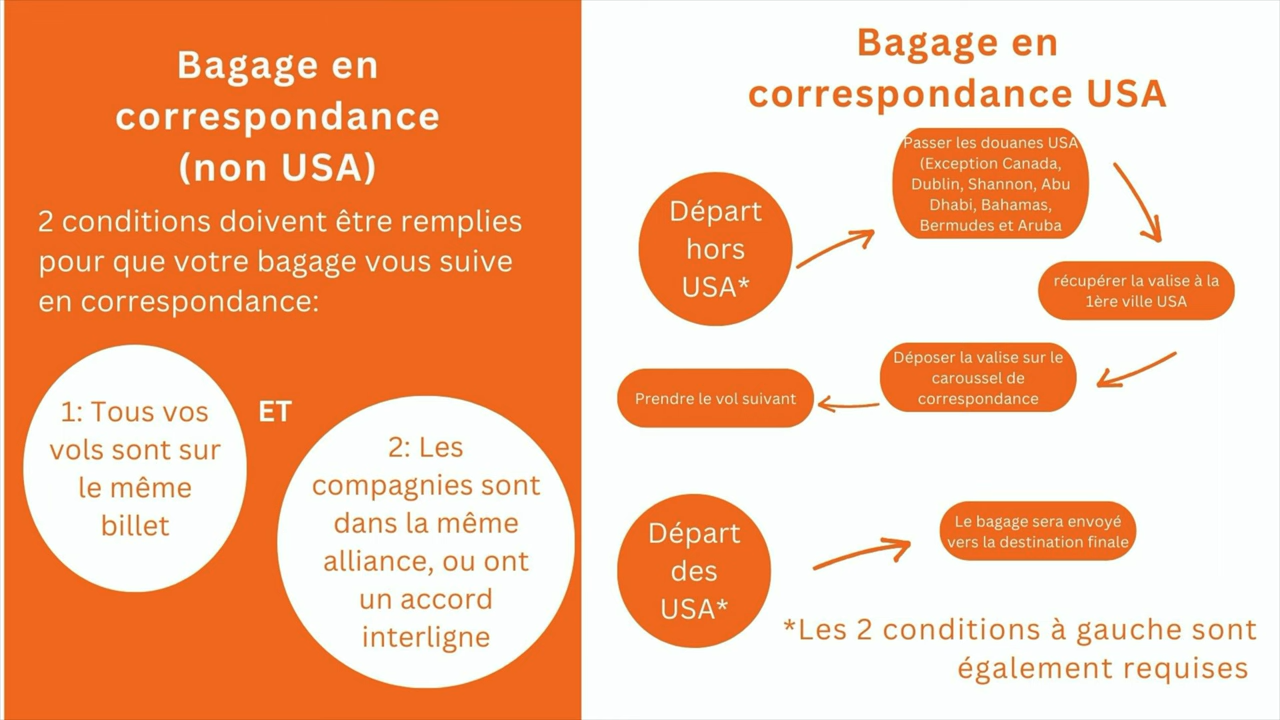 Bagage en
correspondance
(non USA)
2 conditions doivent être remplies
pour que votre bagage vous suive
en correspondance:
1: Tous vos
vols sont sur
le même
billet
ET
2: Les
compagnies sont
dans la même
alliance, ou ont
un accord
interligne
Bagage en
correspondance USA
Départ
hors
USA*
Passer les douanes USA
(Exception Canada,
Dublin, Shannon, Abu
Dhabi, Bahamas,
Bermudes et Aruba
récupérer la valise à la
1ère ville USA
Déposer la valise sur le
caroussel de
correspondance
Prendre le vol suivant
Départ
des
USA*
Le bagage sera envoyé
vers la destination finale
*Les 2 conditions à gauche sont
également requises